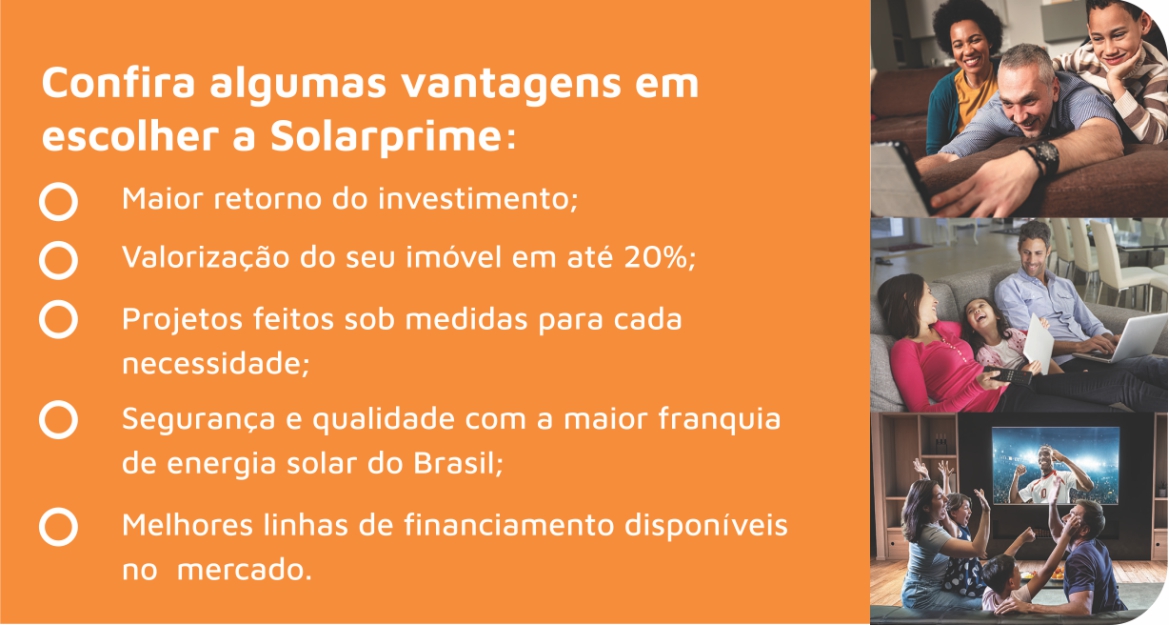 Confira algumas vantagens em
escolher a Solarprime:
Maior retorno do investimento;
Valorização do seu imóvel em até 20%;
Projetos feitos sob medidas para cada
necessidade;
Segurança e qualidade com a maior franquia
de energia solar do Brasil;
Melhores linhas de financiamento disponíveis
no mercado.